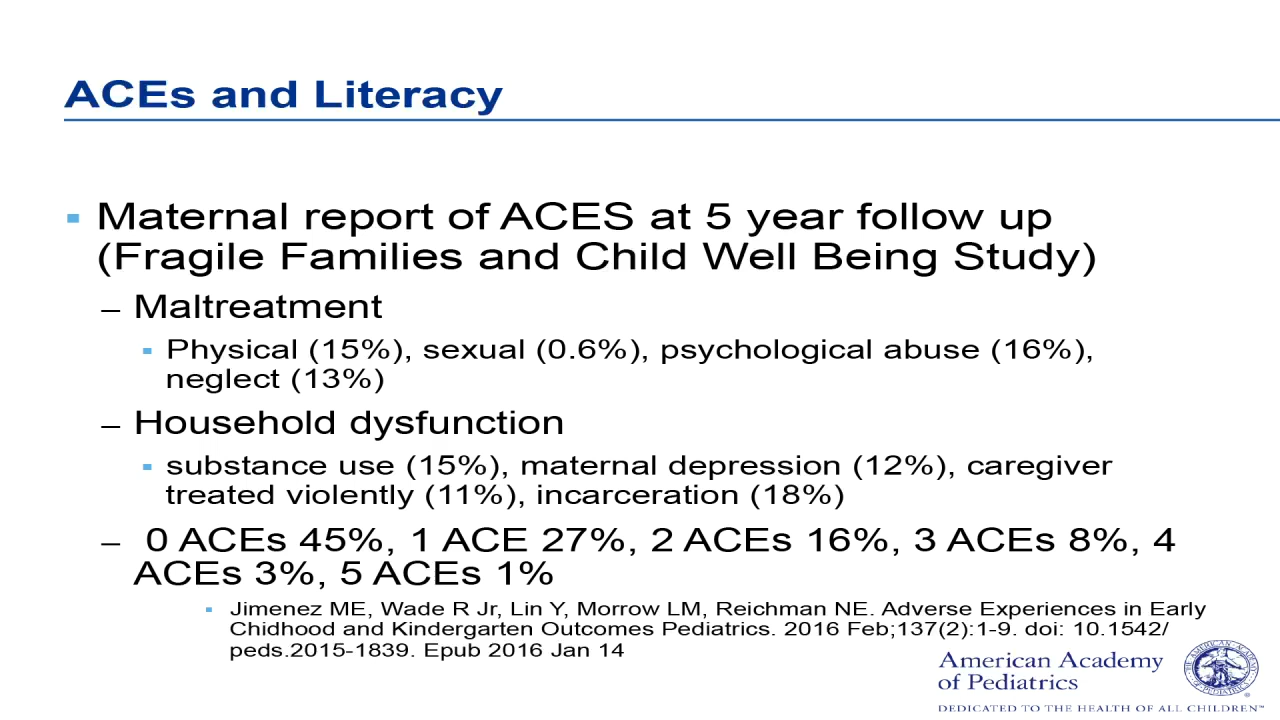 ACEs and Literacy
Maternal report of ACES at 5 year follow up
(Fragile Families and Child Well Being Study)
– Maltreatment
Physical (15%), sexual (0.6%), psychological abuse (16%),
neglect (13%)
– Household dysfunction
substance use (15%), maternal depression (12%), caregiver
treated violently (11%), incarceration (18%)
– 0 ACEs 45%, 1 ACE 27%, 2 ACEs 16%, 3 ACEs 8%, 4
ACEs 3%, 5 ACEs 1%
Jimenez ME, Wade R Jr, Lin Y, Morrow LM, Reichman NE. Adverse Experiences in Early
Chidhood and Kindergarten Outcomes Pediatrics. 2016 Feb;137(2):1-9. doi: 10.1542/
peds.2015-1839. Epub 2016 Jan 14
American Academy
of Pediatrics
DEDICATED TO THE HEALTH OF ALL CHILDREN™